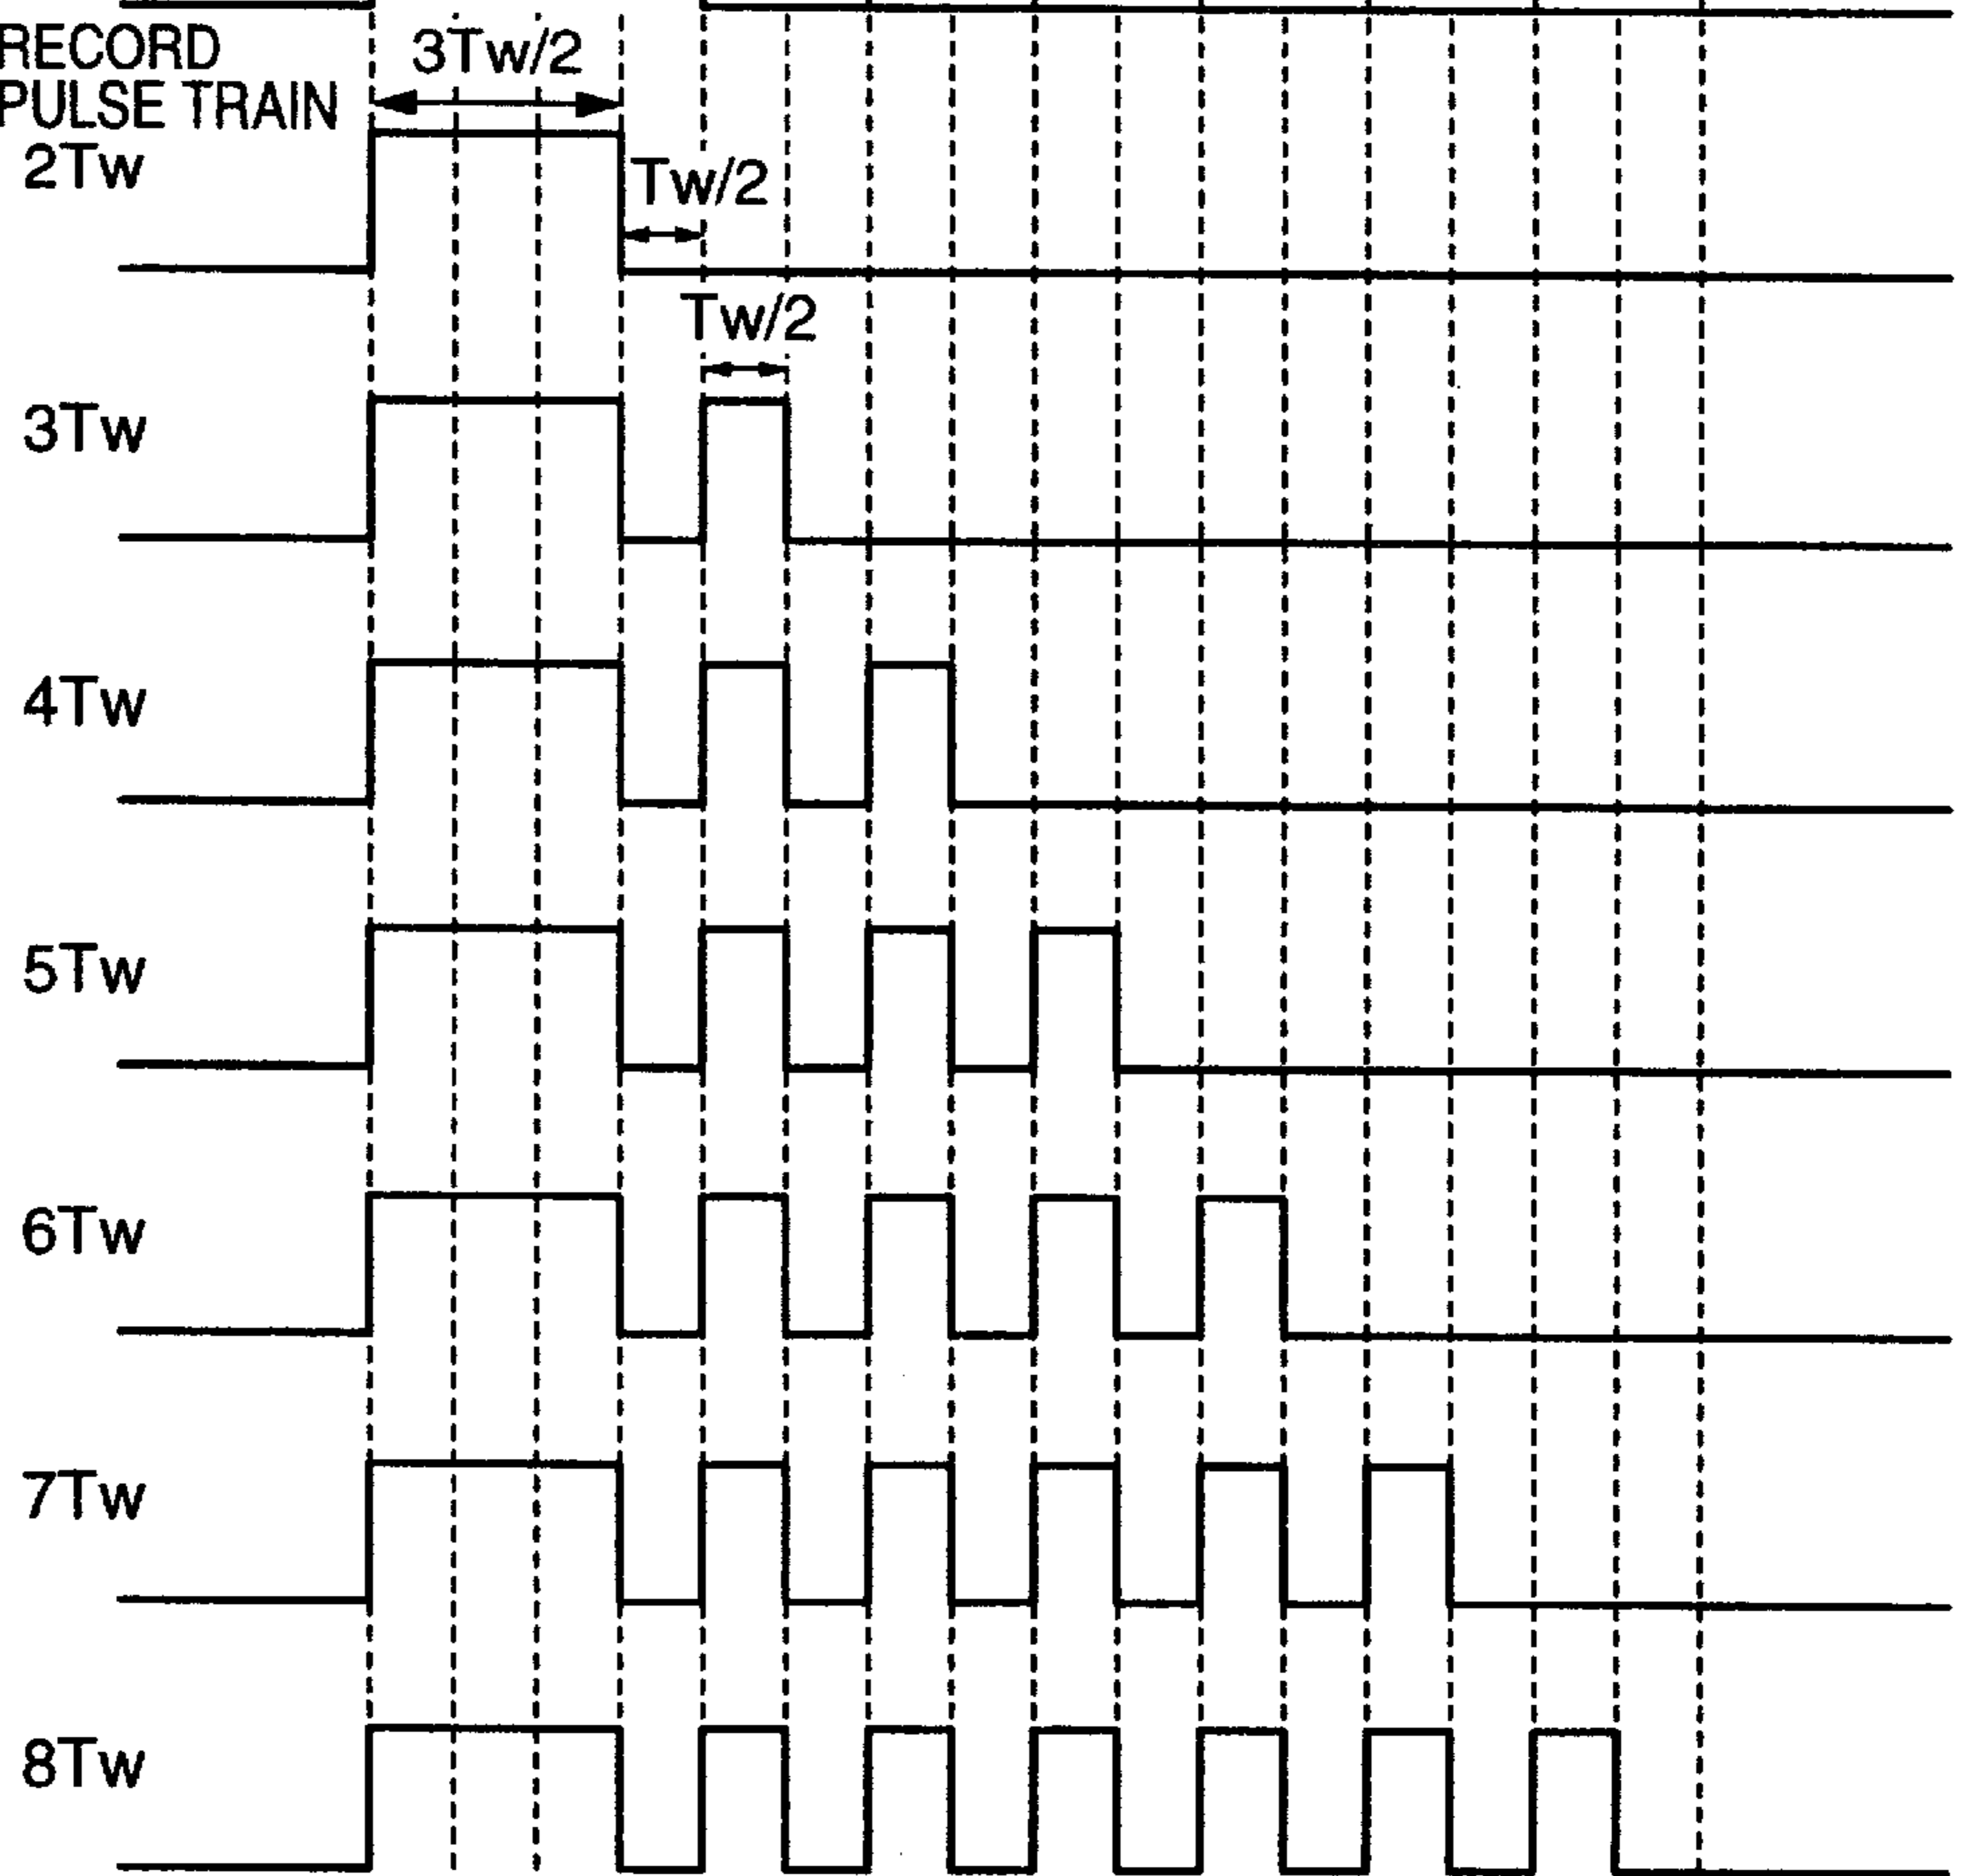 RECORD
PULSE TRAIN
3Tw/2
2Tw
Tw/2
Tw/2
3Tw
4Tw
5Tw
6Tw
7Tw
8Tw